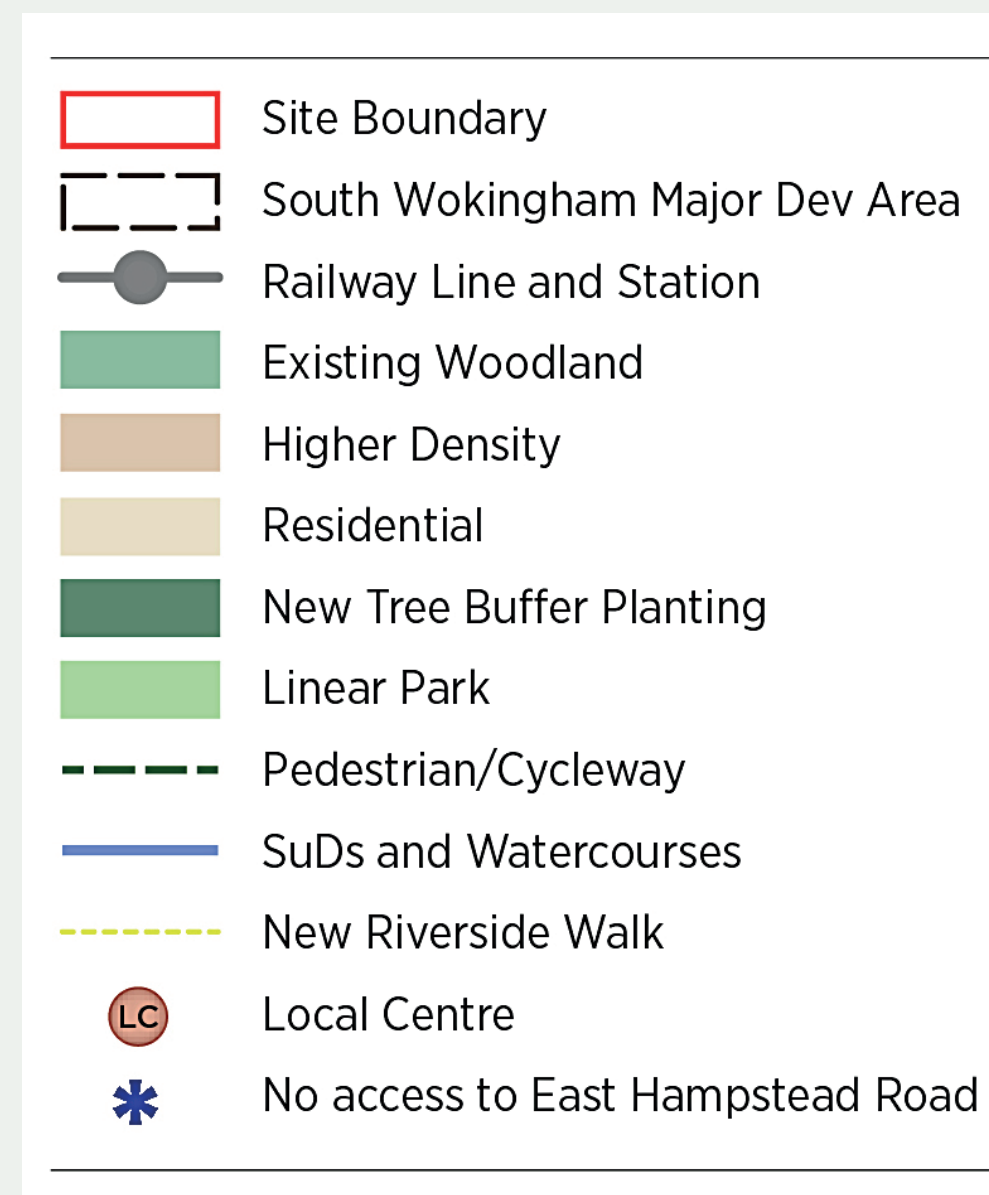 Site Boundary
South Wokingham Major Dev Area
Railway Line and Station
Existing Woodland
Higher Density
Residential
New Tree Buffer Planting
Linear Park
Pedestrian/Cycleway
SuDs and Watercourses
New Riverside Walk
LC Local Centre
No access to East Hampstead Road